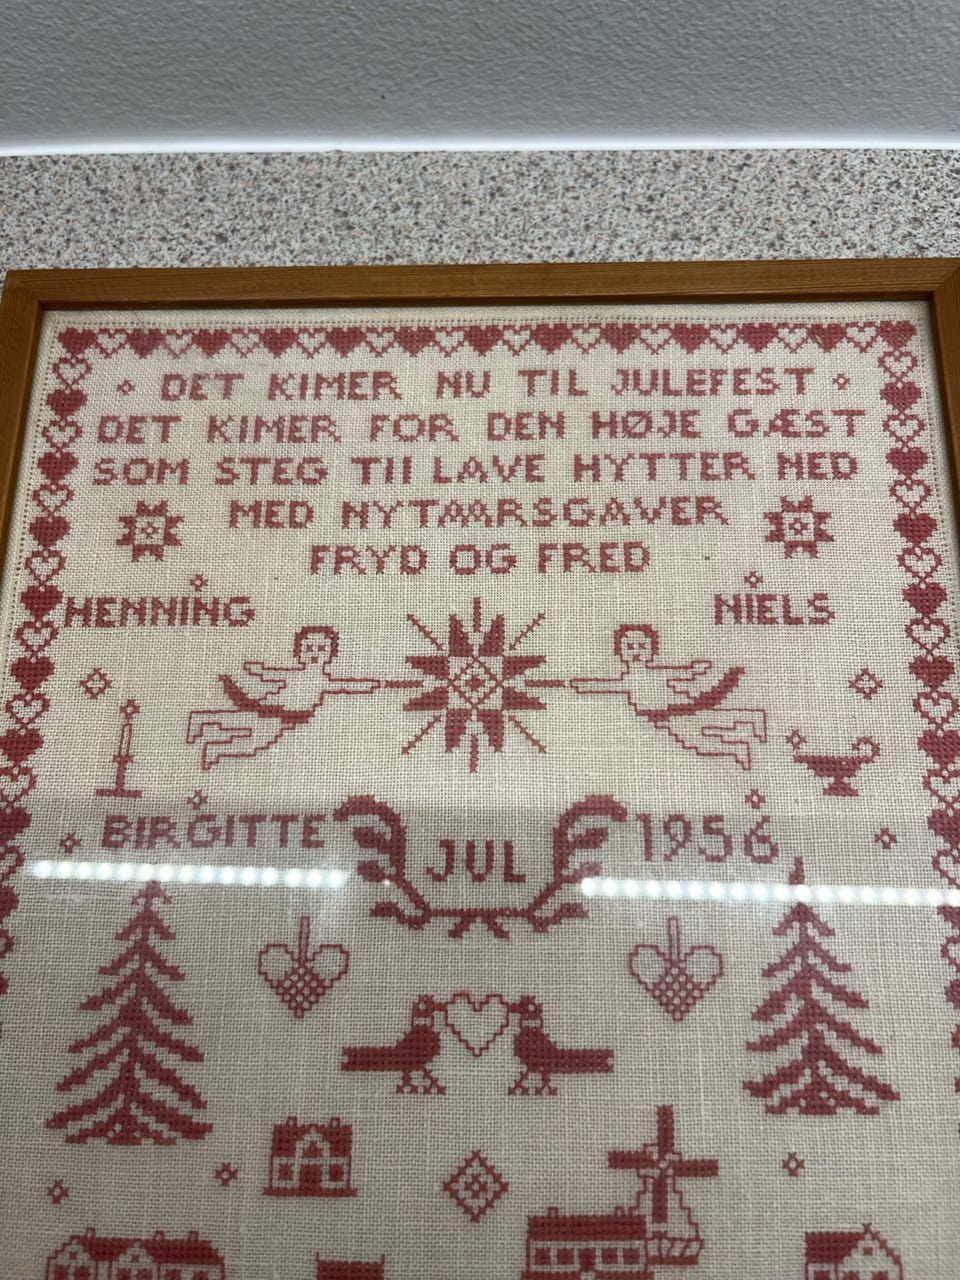 DET KIMER NU TIL JULEFEST
DET KIMER FOR DEN HØJE GÆST
SOM STEG TIL LAVE HYTTER NED
MED NYTAARSGAVER
FRYD OG FRED
HENNING NIELS
BIRGITTE JUL 1956